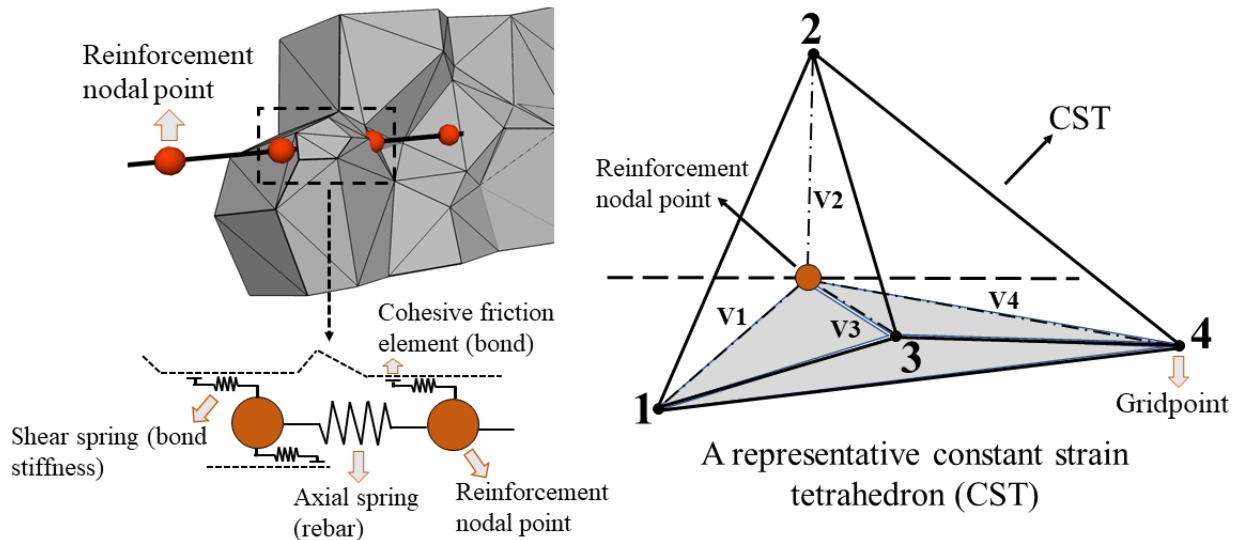 Reinforcement
nodal point
Cohesive friction
element (bond)
Shear spring (bond
stiffness)
Axial spring
(rebar)
Reinforcement
nodal point
2
CST
Reinforcement
nodal point
V2
V1
V3
V4
3
4
1
Gridpoint
A representative constant strain
tetrahedron (CST)